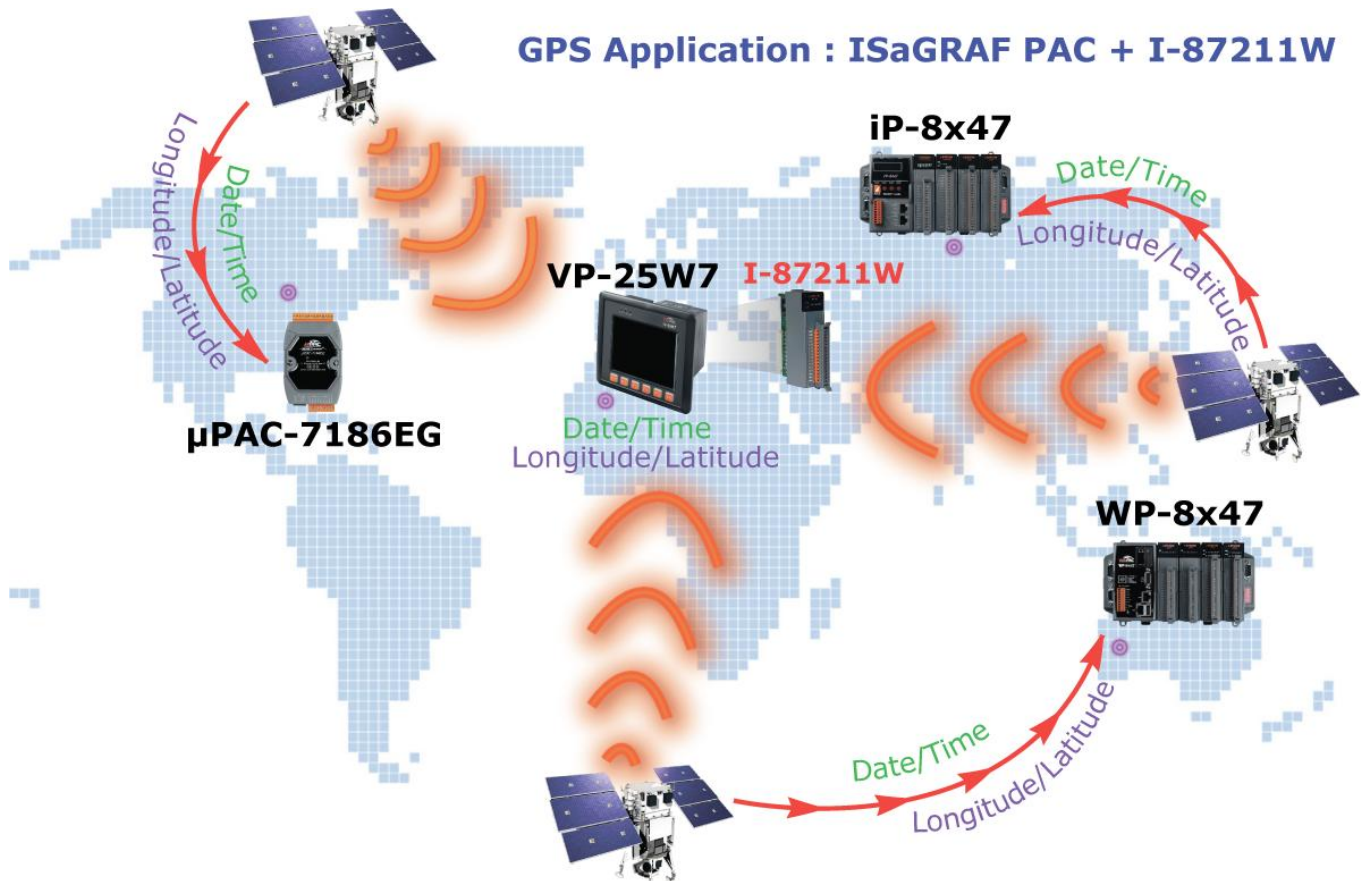 GPS Application : ISaGRAF PAC + I-87211W
iP-8x47
Date/Time
Longitude/Latitude
Date/Time
Longitude/Latitude
VP-25W7
I-87211W
Date/Time
Longitude/Latitude
µPAC-7186EG
WP-8x47
Date/Time
Longitude/Latitude